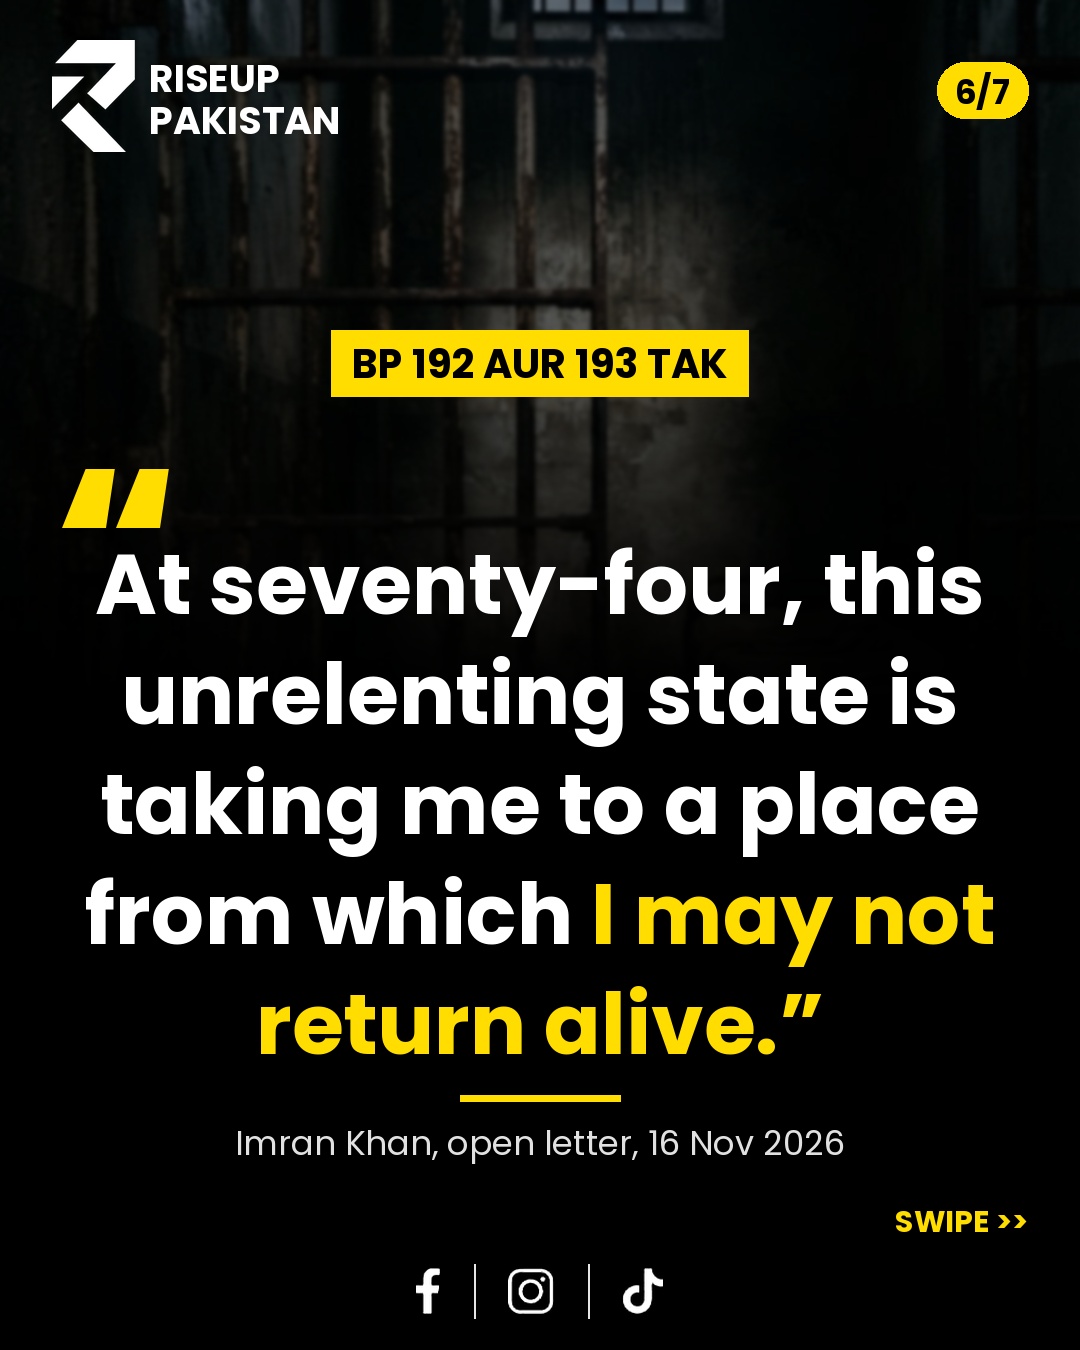 RISEUP
PAKISTAN
6/7
BP 192 AUR 193 TAK
“At seventy-four, this
unrelenting state is
taking me to a place
from which I may not
return alive.”
Imran Khan, open letter, 16 Nov 2026
SWIPE >>